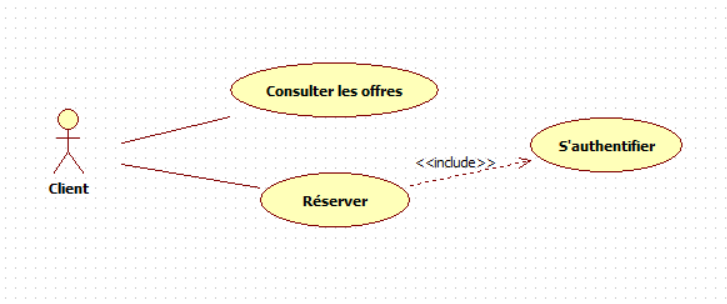 Consulter les offres
<<include>>
S'authentifier
Client
Réserver